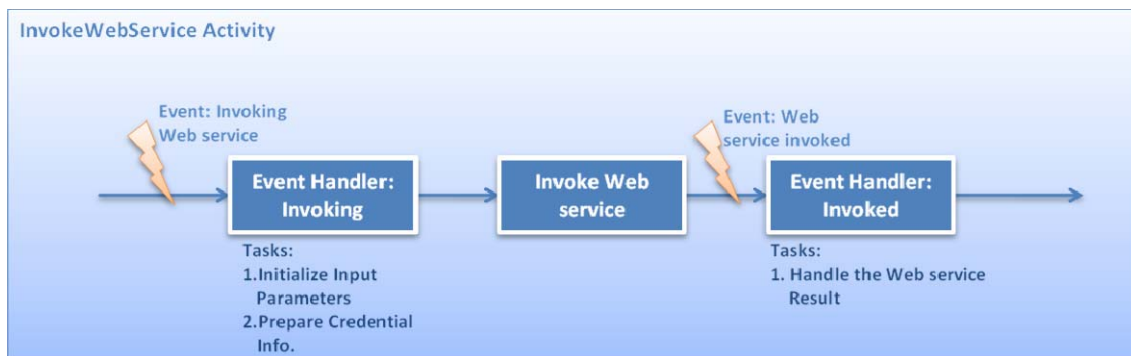 InvokeWebService Activity
Event: Invoking
Web service
Event: Web
service invoked
Event Handler:
Invoking
Invoke Web
service
Event Handler:
Invoked
Tasks:
1.Initialize Input
Parameters
2.Prepare Credential
Info.
Tasks:
1. Handle the Web service
Result